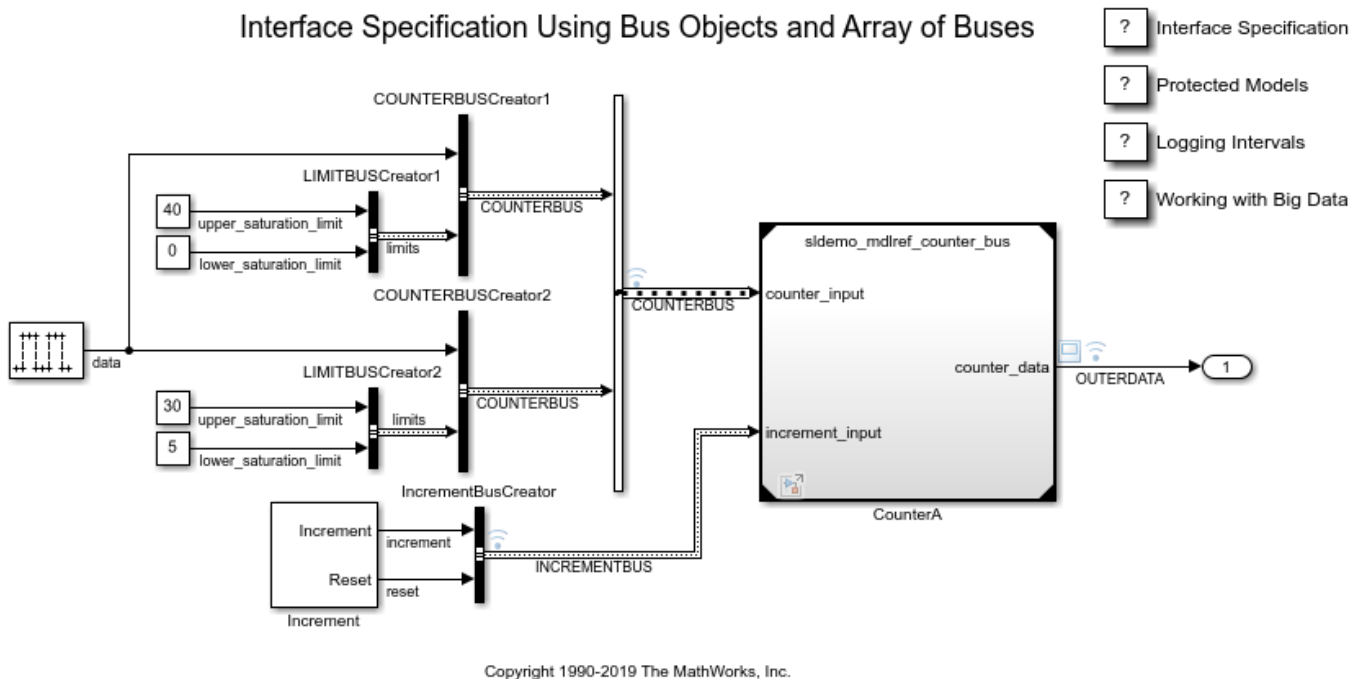 Interface Specification Using Bus Objects and Array of Buses
? Interface Specification
? Protected Models
? Logging Intervals
? Working with Big Data
COUNTERBUSCreator1
LIMITBUSCreator1
40
upper_saturation_limit
0
lower_saturation_limit
limits
COUNTERBUS
COUNTERBUSCreator2
data
LIMITBUSCreator2
30
upper_saturation_limit
5
lower_saturation_limit
limits
COUNTERBUS
COUNTERBUS
sldemo_mdlref_counter_bus
counter_input
counter_data
increment_input
CounterA
OUTERDATA
1
IncrementBusCreator
Increment
increment
Reset
reset
Increment
INCREMENTBUS
Copyright 1990-2019 The MathWorks, Inc.